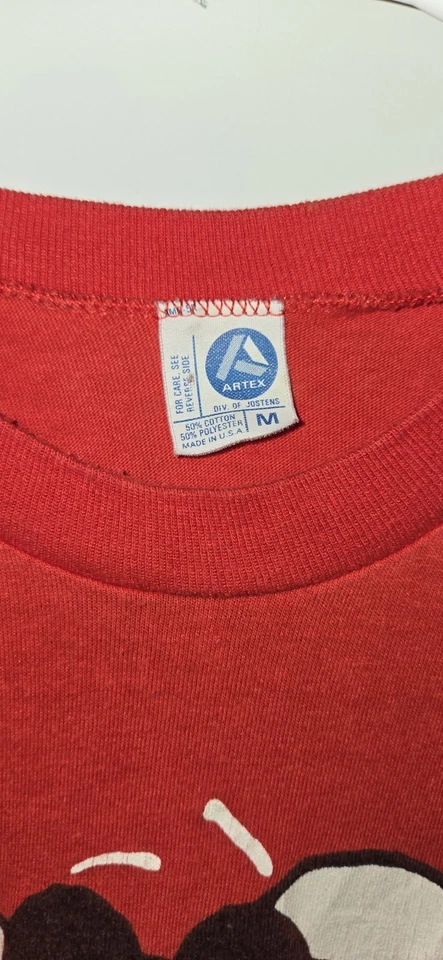 FOR CARE, SEE
REVERSE SIDE
ARTEX
DIV. OF JOSTENS
50% COTTON
50% POLYESTER
MADE IN U.S.A.
M